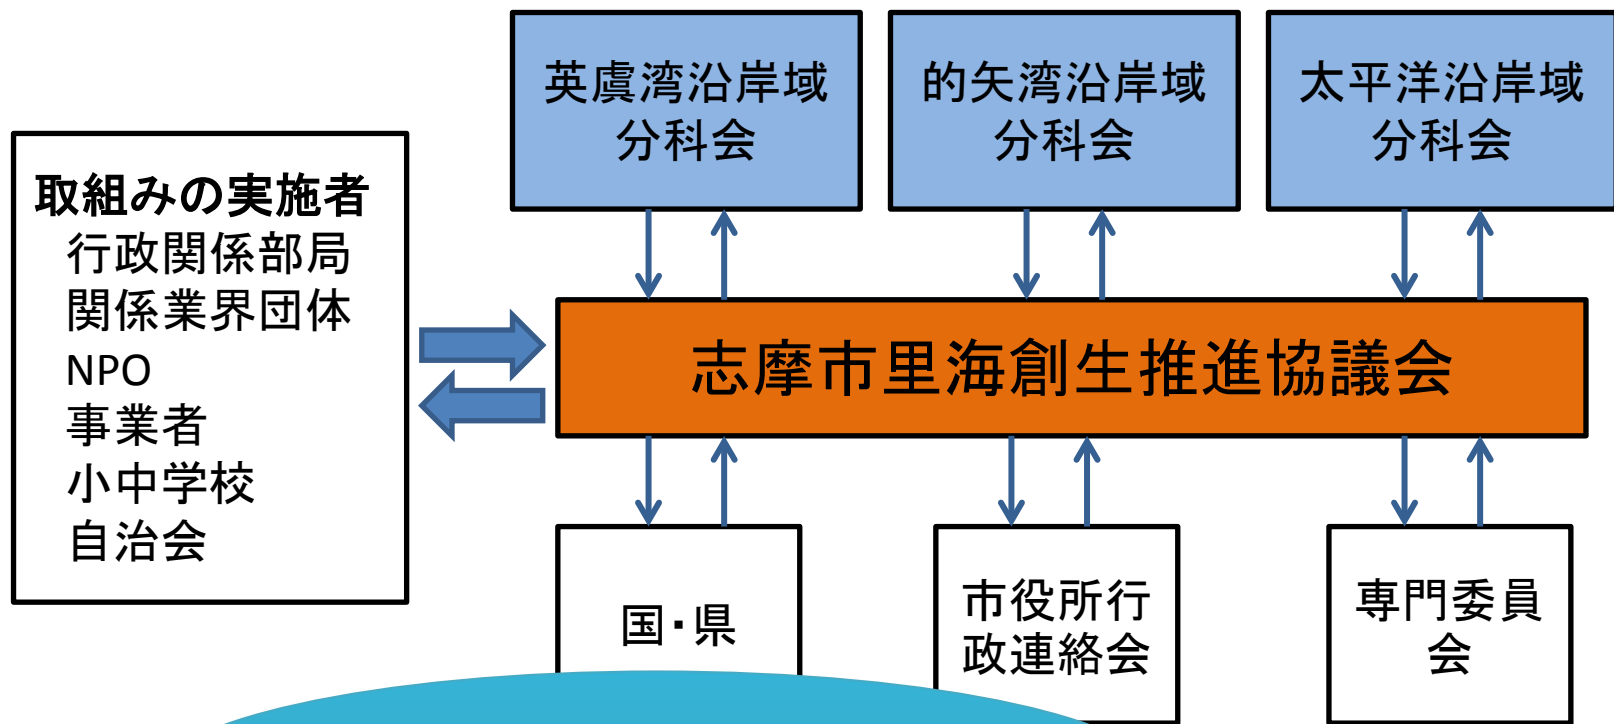 英虞湾沿岸域
分科会
的矢湾沿岸域
分科会
太平洋沿岸域
分科会
取組みの実施者
行政関係部局
関係業界団体
NPO
事業者
小中学校
自治会
志摩市里海創生推進協議会
国・県
市役所行
政連絡会
専門委員
会